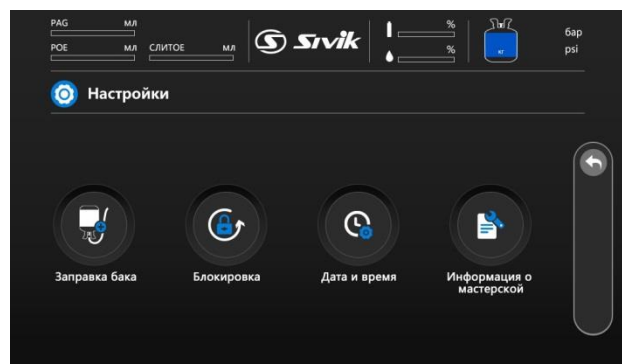 PAG мл
POE мл СЛИТОЕ мл
Sivik
%
%
кг
бар
psi
Настройки
Заправка бака
Блокировка
Дата и время
Информация о
мастерской